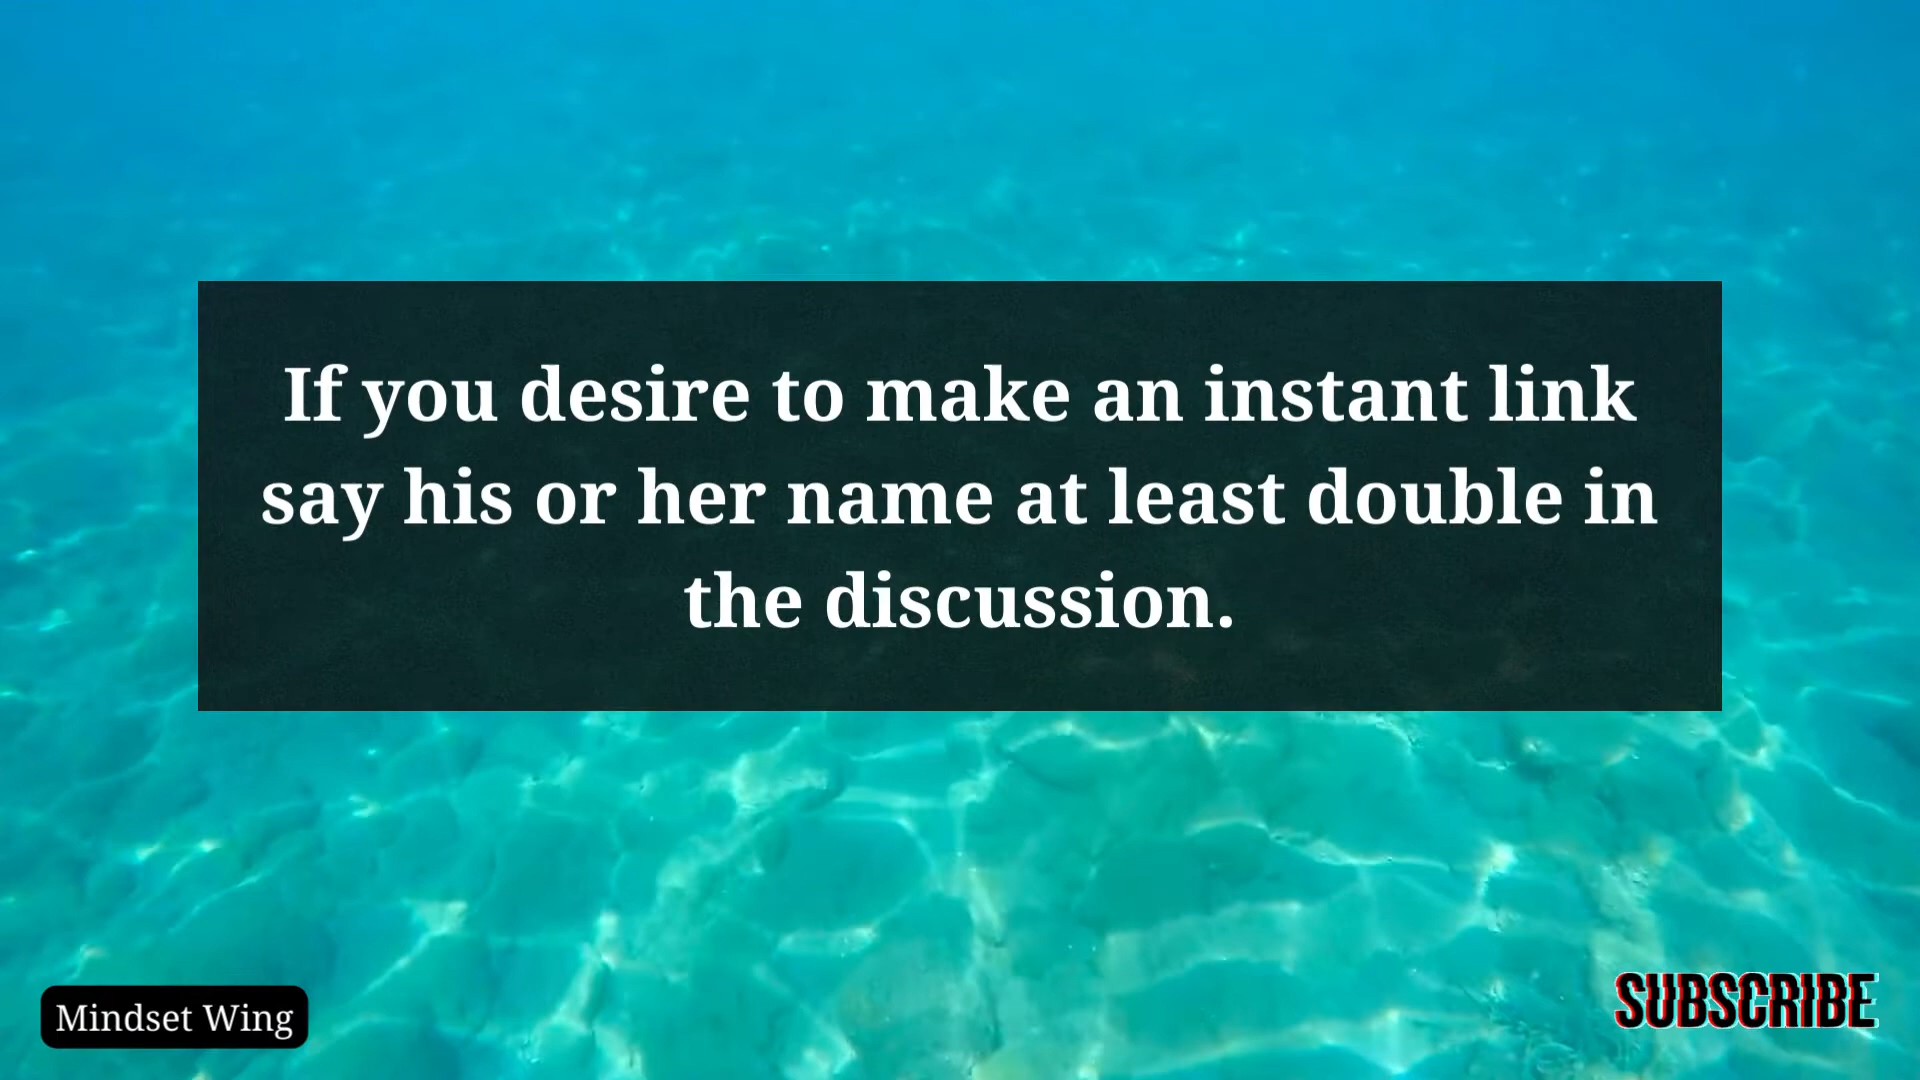 If you desire to make an instant link
say his or her name at least double in
the discussion.
Mindset Wing
SUBSCRIBE